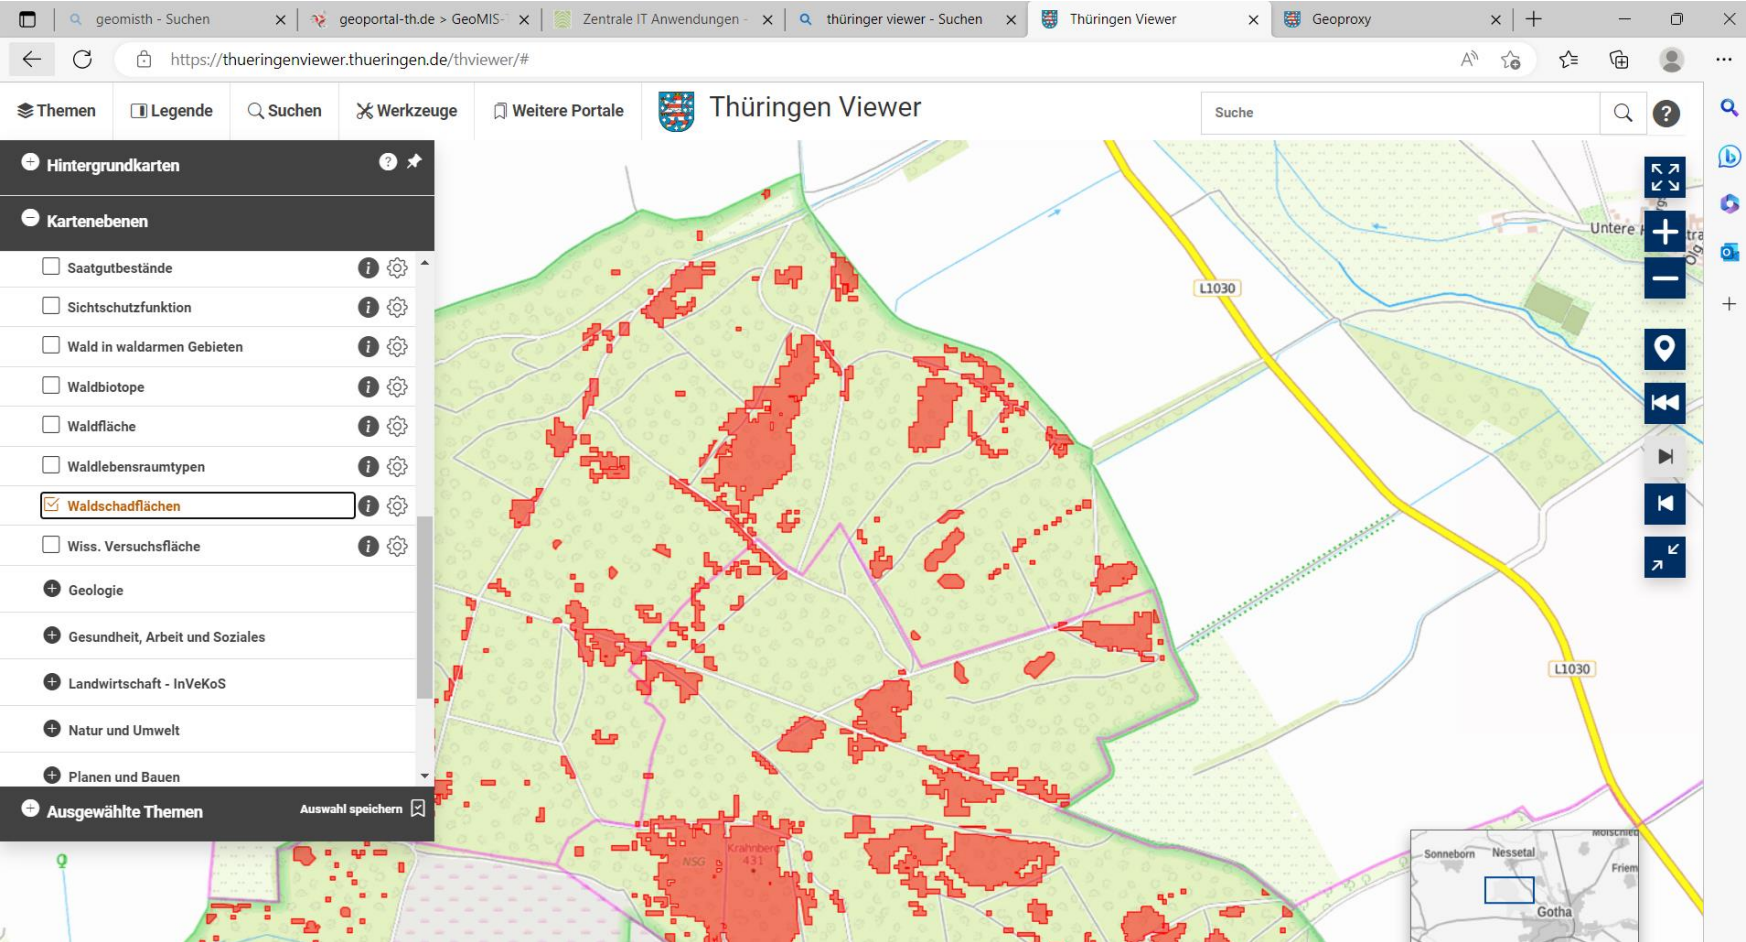 geomisth - Suchen
geoportal-th.de > GeoMIS-
Zentrale IT Anwendungen -
thüringer viewer - Suchen
Thüringen Viewer
Geoproxy
https://thueringenviewer.thueringen.de/thviewer/#
Themen
Legende
Suchen
Werkzeuge
Weitere Portale
Thüringen Viewer
Suche
Hintergrundkarten
Kartenebenen
Saatgutbestände
Sichtschutzfunktion
Wald in waldarmen Gebieten
Waldbiotope
Waldfläche
Waldlebensraumtypen
Waldschadflächen
Wiss. Versuchsfläche
Geologie
Gesundheit, Arbeit und Soziales
Landwirtschaft - InVeKoS
Natur und Umwelt
Planen und Bauen
Ausgewählte Themen
Auswahl speichern
Untere
L1030
L1030
NSG
Krahnberg
431
Sonneborn
Nessetal
Friem
Gotha